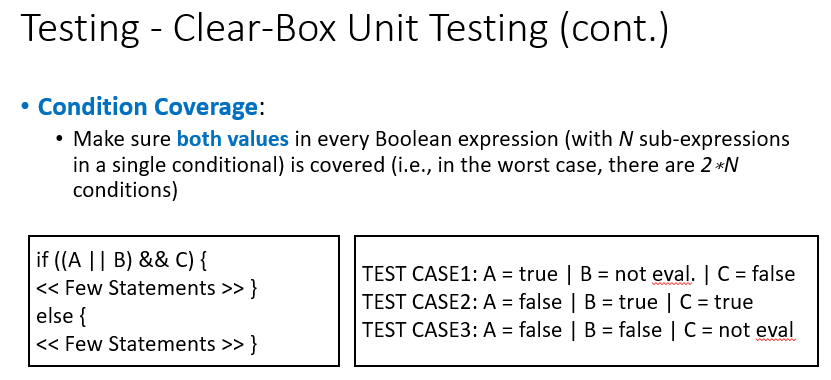 Testing - Clear-Box Unit Testing (cont.)
• Condition Coverage:
• Make sure both values in every Boolean expression (with N sub-expressions
in a single conditional) is covered (i.e., in the worst case, there are 2*N
conditions)
if ((A || B) && C) {
<< Few Statements >> }
else {
<< Few Statements >> }
TEST CASE1: A = true | B = not eval. | C = false
TEST CASE2: A = false | B = true | C = true
TEST CASE3: A = false | B = false | C = not eval